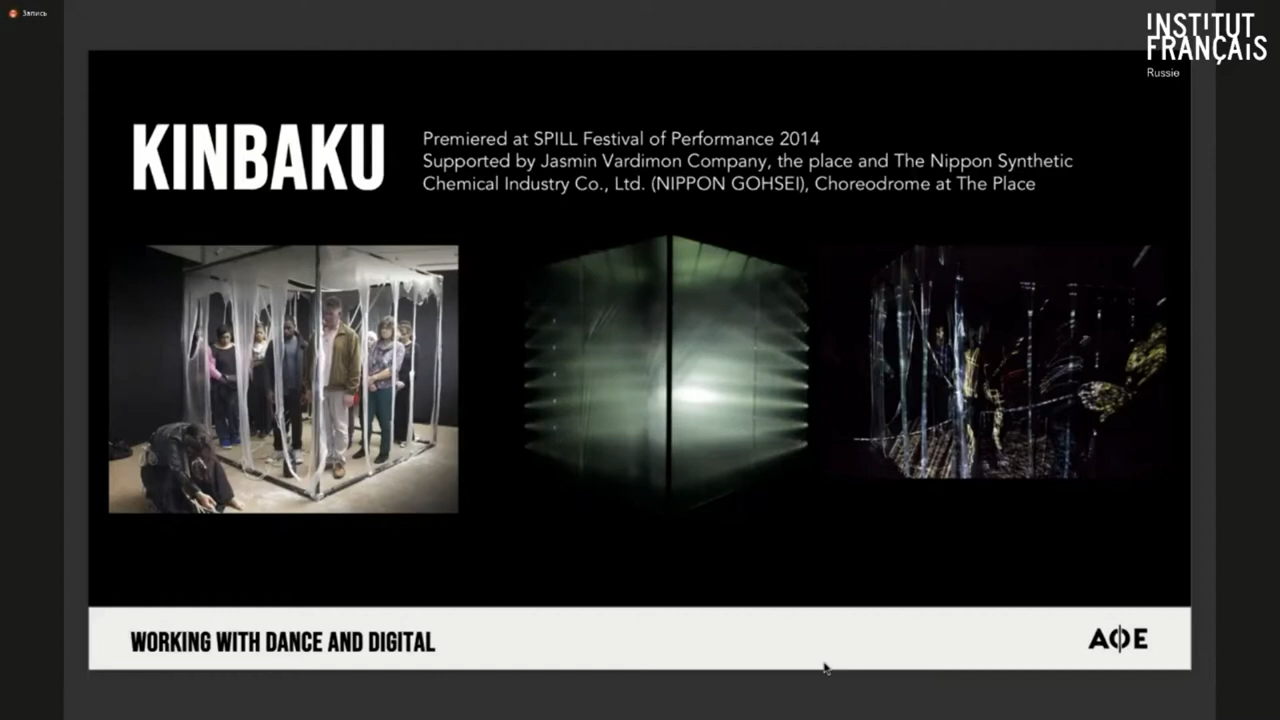 Запись
INSTITUT
FRANÇAIS
Russie
KINBAKU
Premiered at SPILL Festival of Performance 2014
Supported by Jasmin Vardimon Company, the place and The Nippon Synthetic
Chemical Industry Co., Ltd. (NIPPON GOHSEI), Choreodrome at The Place
WORKING WITH DANCE AND DIGITAL
AΦE